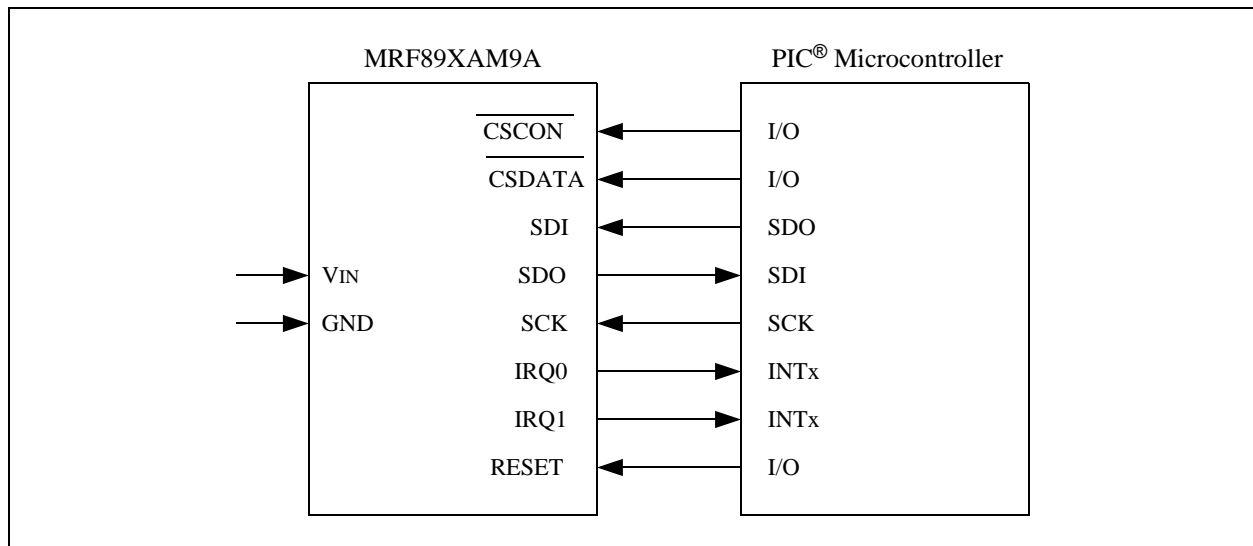 MRF89XAM9A PIC® Microcontroller
CSCON I/O
CSDATA I/O
SDI SDO
VIN SDO SDI
GND SCK SCK
IRQ0 INTx
IRQ1 INTx
RESET I/O